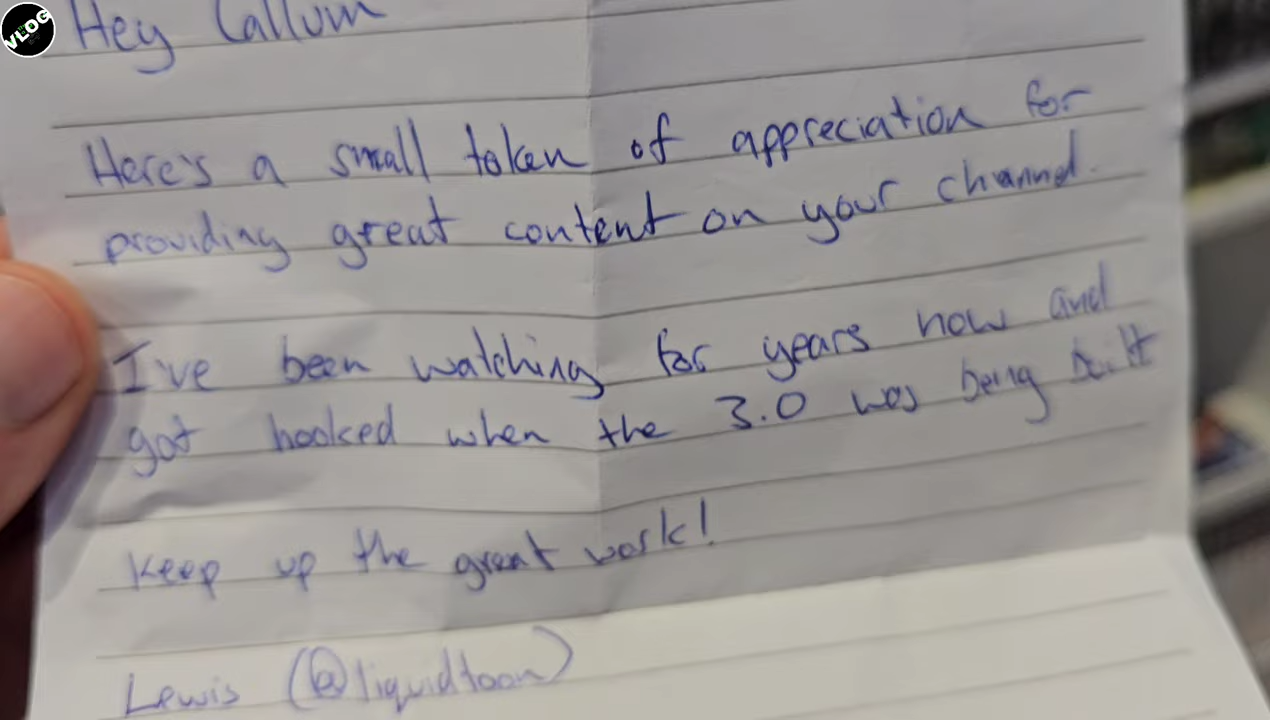 VLOG
Hey Callum
Here's a small token of appreciation for
providing great content on your channel.
I've been watching for years now and
got hooked when the 3.0 was being built
Keep up the great work!
Lewis (@liquidtoon)